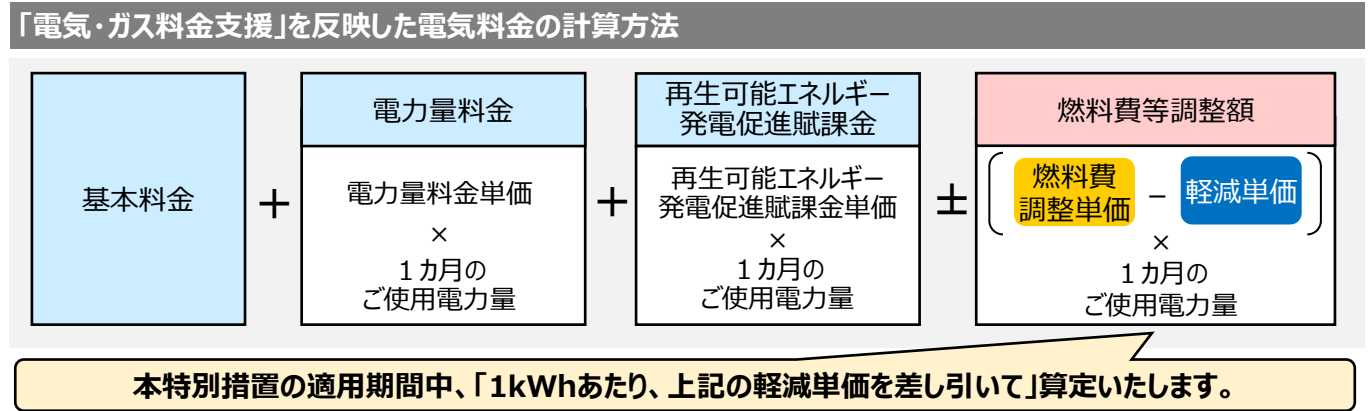 「電気・ガス料金支援」を反映した電気料金の計算方法
基本料金
+
電力量料金
電力量料金単価
×
1カ月の
ご使用電力量
+
再生可能エネルギー
発電促進賦課金
再生可能エネルギー
発電促進賦課金単価
×
1カ月の
ご使用電力量
±
燃料費等調整額
燃料費
調整単価
－
軽減単価
×
1カ月の
ご使用電力量
本特別措置の適用期間中、「1kWhあたり、上記の軽減単価を差し引いて」算定いたします。